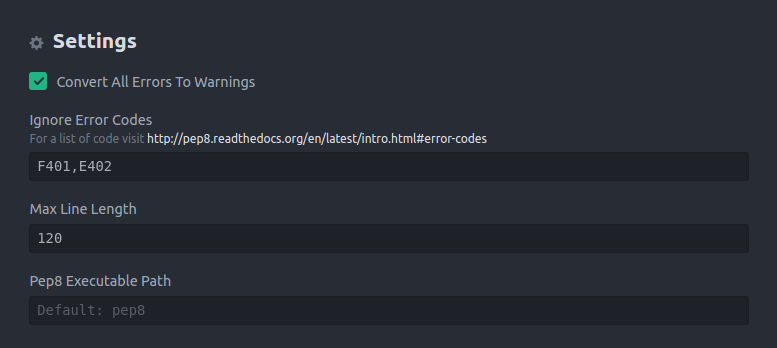 Settings
Convert All Errors To Warnings
Ignore Error Codes
For a list of code visit http://pep8.readthedocs.org/en/latest/intro.html#error-codes
F401,E402
Max Line Length
120
Pep8 Executable Path
Default: pep8